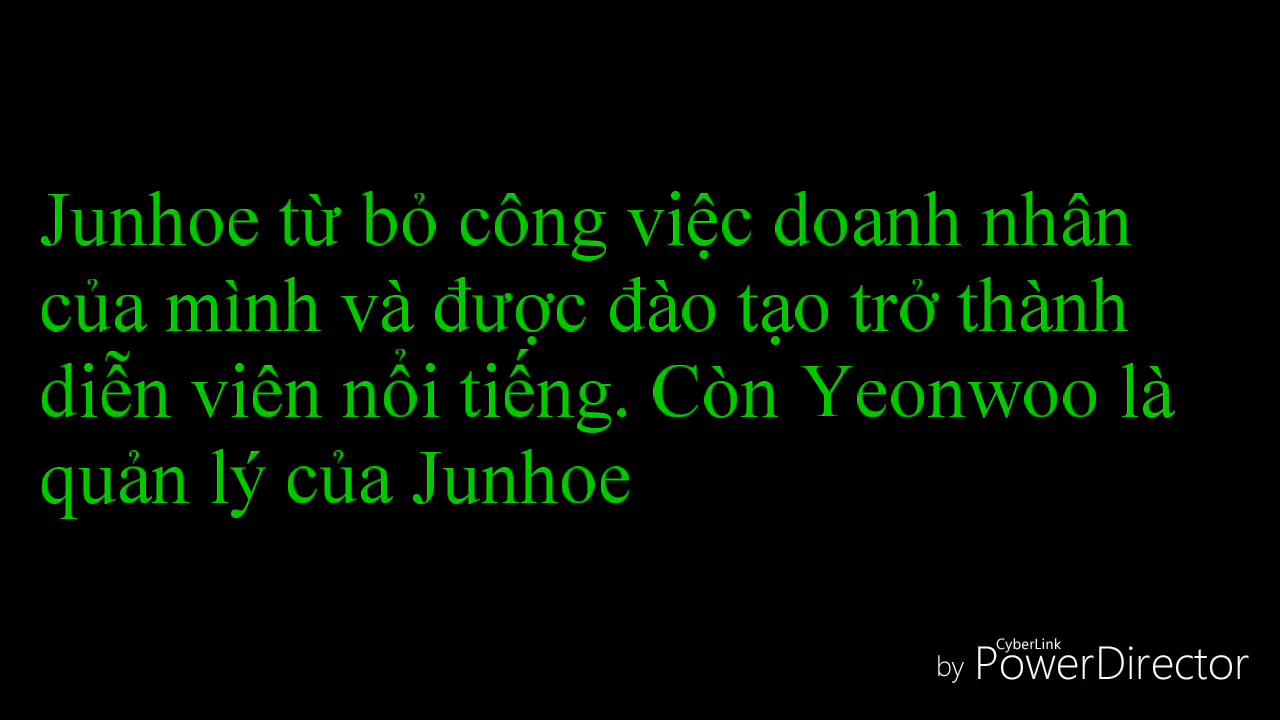 Junhoe từ bỏ công việc doanh nhân
của mình và được đào tạo trở thành
diễn viên nổi tiếng. Còn Yeonwoo là
quản lý của Junhoe
CyberLink
by PowerDirector